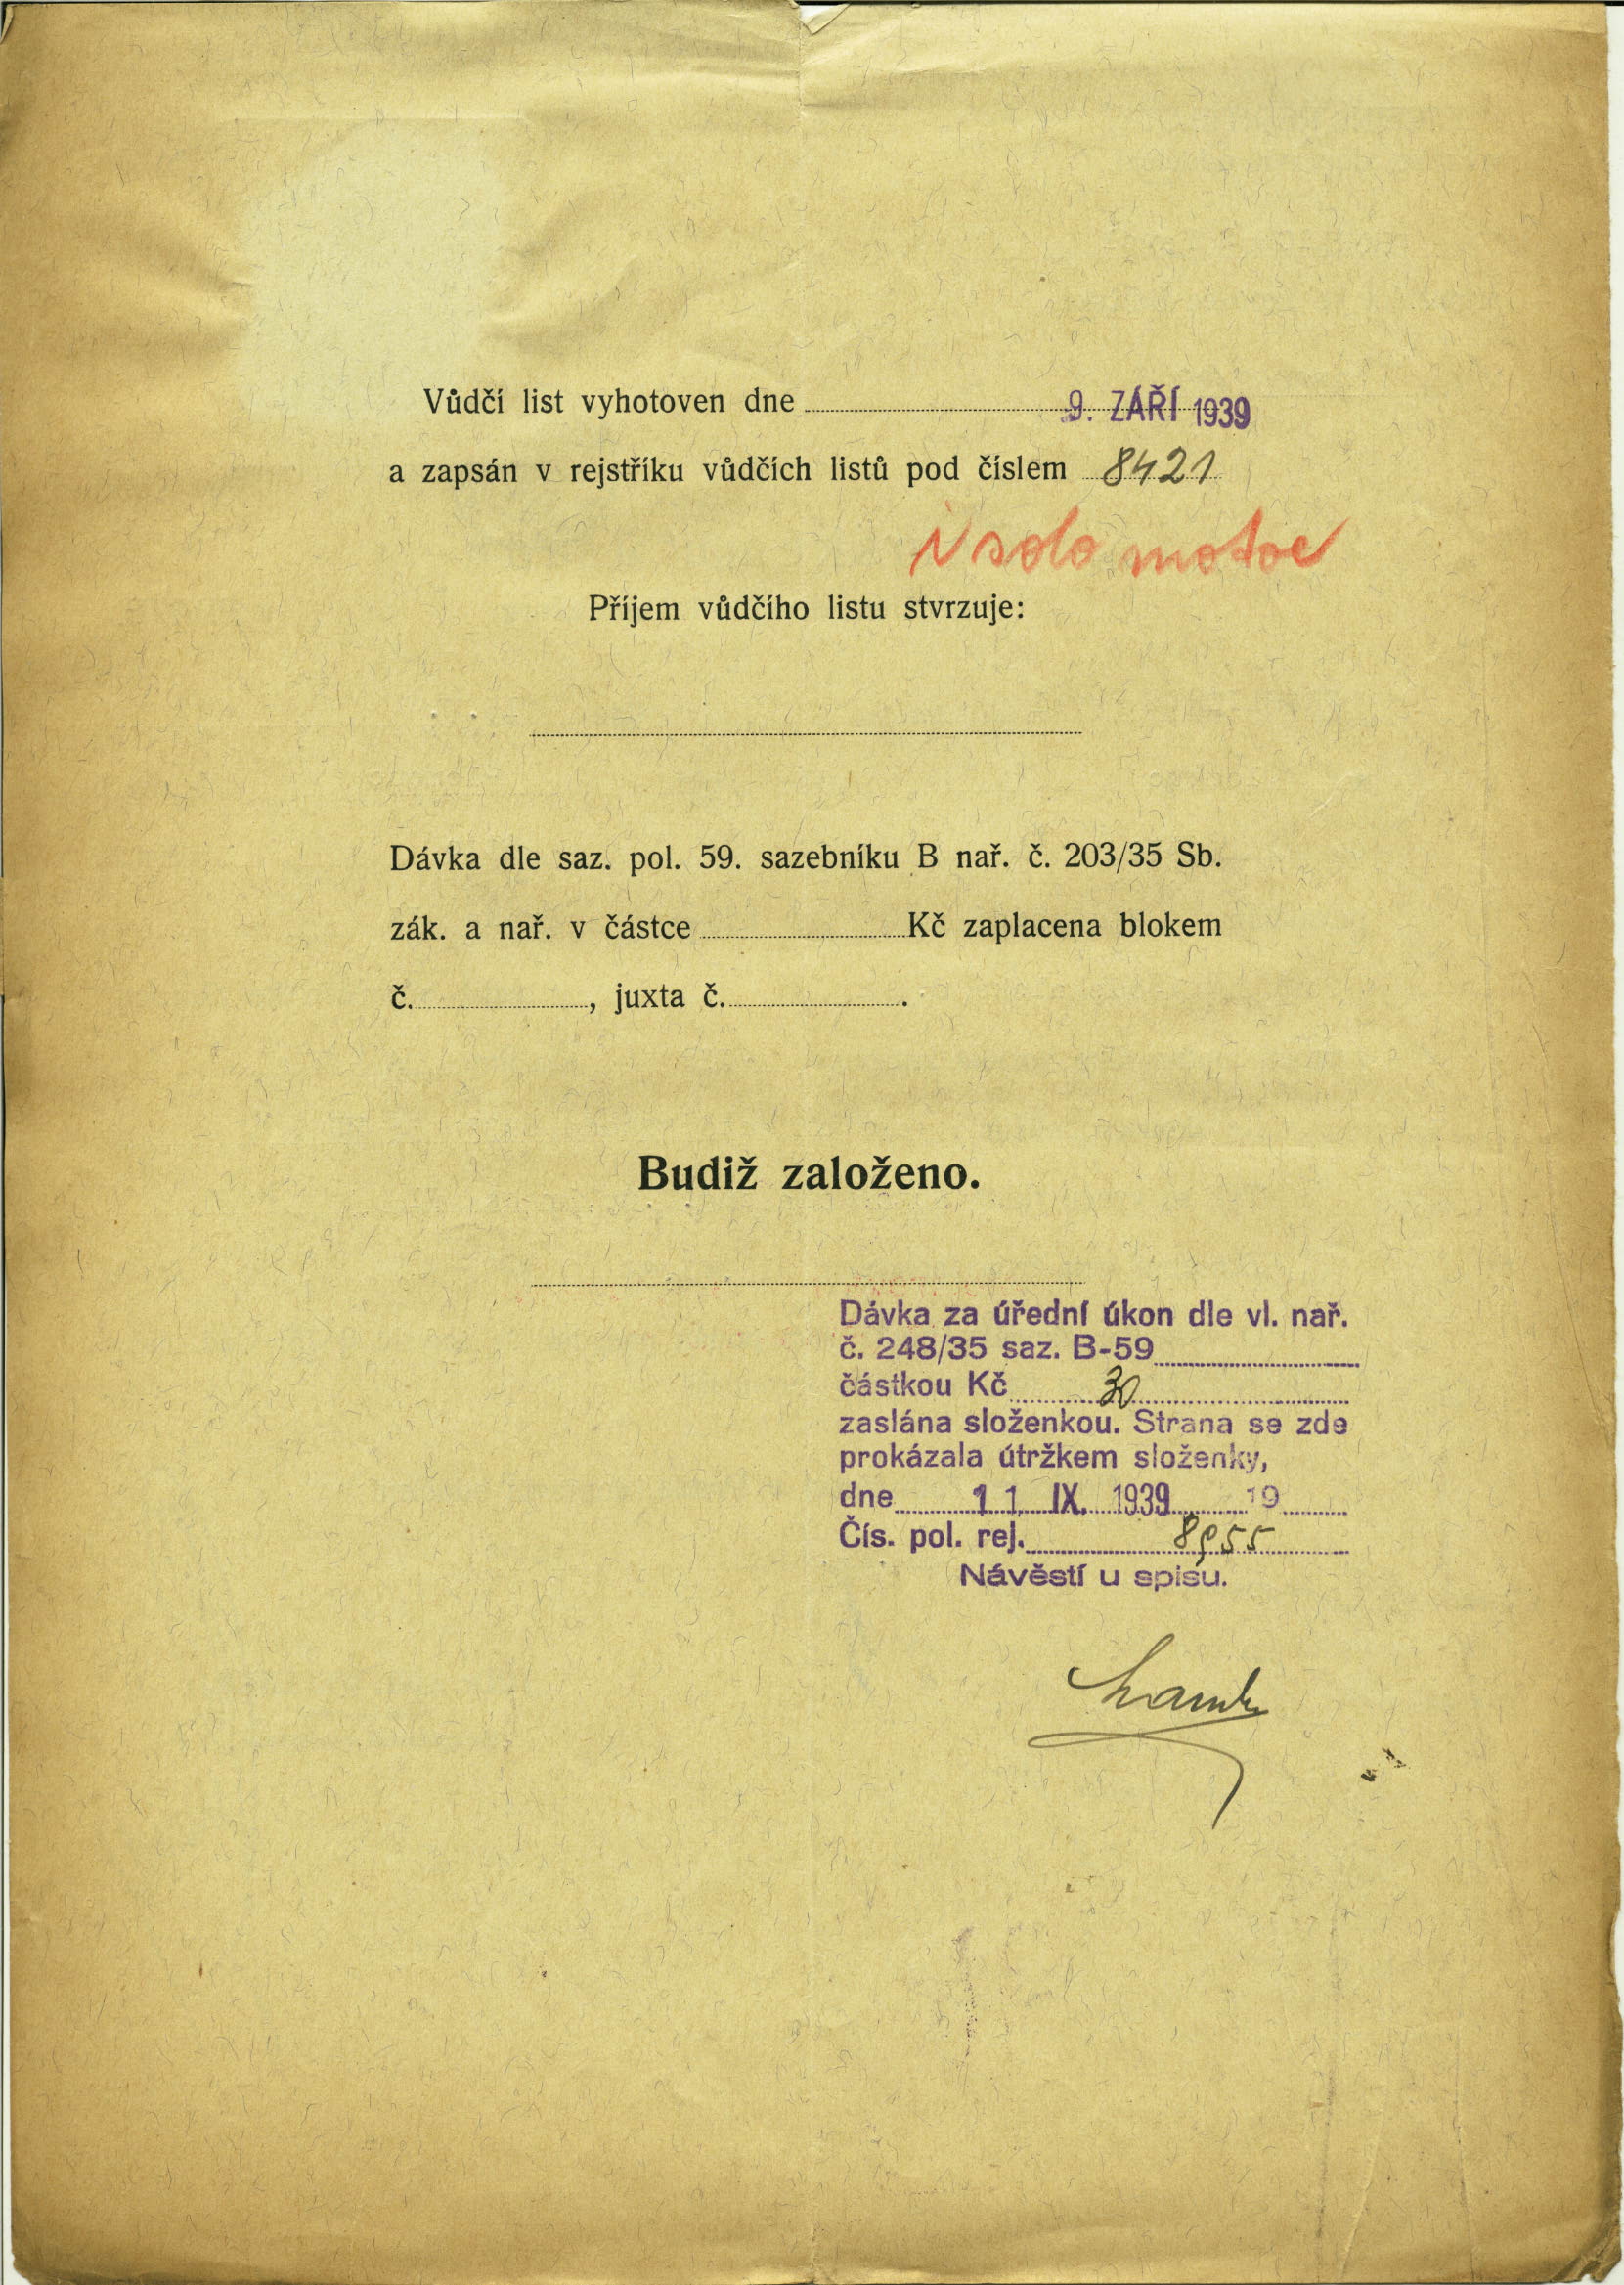 Vůdčí list vyhotoven dne 9. ZÁŘÍ 1939
a zapsán v rejstříku vůdčích listů pod číslem 8421
i solo motoc
Příjem vůdčího listu stvrzuje:
Dávka dle saz. pol. 59. sazebníku B nař. č. 203/35 Sb.
zák. a nař. v částce Kč zaplacena blokem
č. , juxta č. .
Budiž založeno.
Dávka za úřední úkon dle vl. nař.
č. 248/35 saz. B-59
částkou Kč 30
zaslána složenkou. Strana se zde
prokázala útržkem složenky,
dne 11. IX. 1939 19
Čís. pol. rej. 8955
Návěstí u spisu.